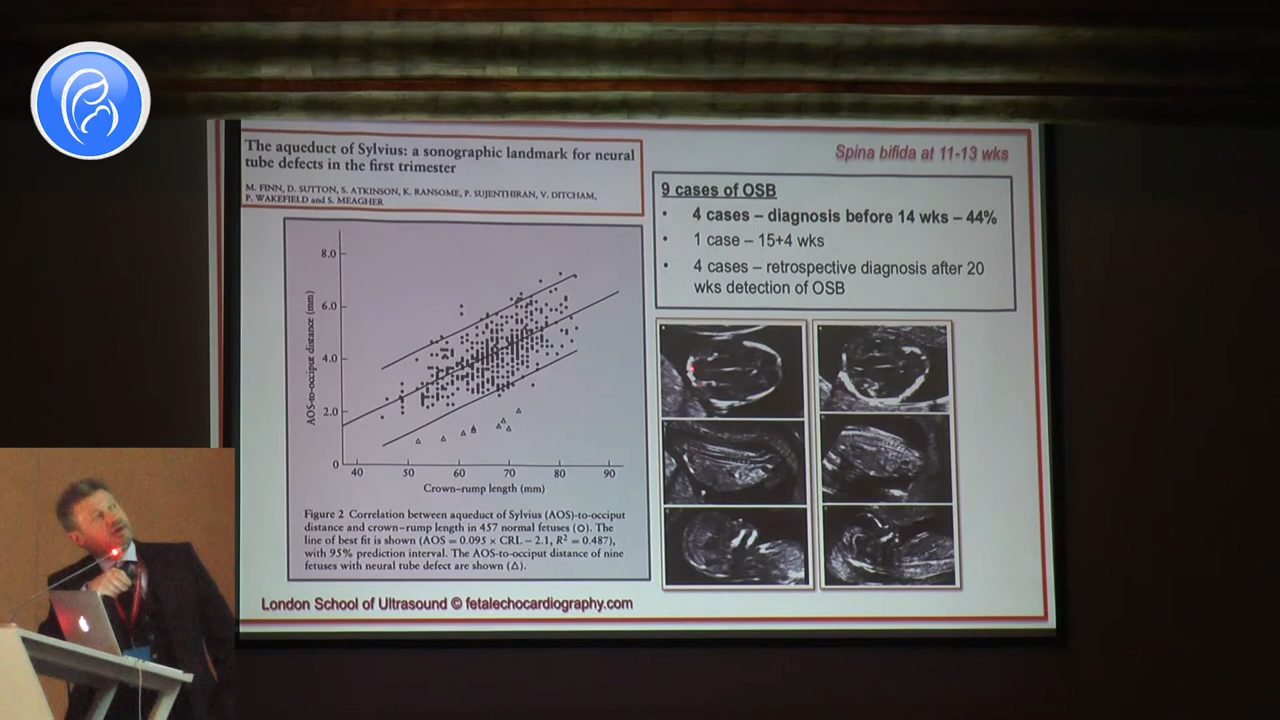 The aqueduct of Sylvius: a sonographic landmark for neural
tube defects in the first trimester
M. FINN, D. SUTTON, S. ATKINSON, K. RANSOME, P. SUJENTHIRAN, V. DITCHAM,
P. WAKEFIELD and S. MEAGHER
Spina bifida at 11-13 wks
9 cases of OSB
• 4 cases – diagnosis before 14 wks – 44%
• 1 case – 15+4 wks
• 4 cases – retrospective diagnosis after 20
wks detection of OSB
AOS-to-occiput distance (mm)
8.0
6.0
4.0
2.0
0
40 50 60 70 80 90
Crown–rump length (mm)
Figure 2 Correlation between aqueduct of Sylvius (AOS)-to-occiput
distance and crown–rump length in 457 normal fetuses (O). The
line of best fit is shown (AOS = 0.095 × CRL – 2.1, R² = 0.487),
with 95% prediction interval. The AOS-to-occiput distance of nine
fetuses with neural tube defect are shown (Δ).
London School of Ultrasound © fetalechocardiography.com